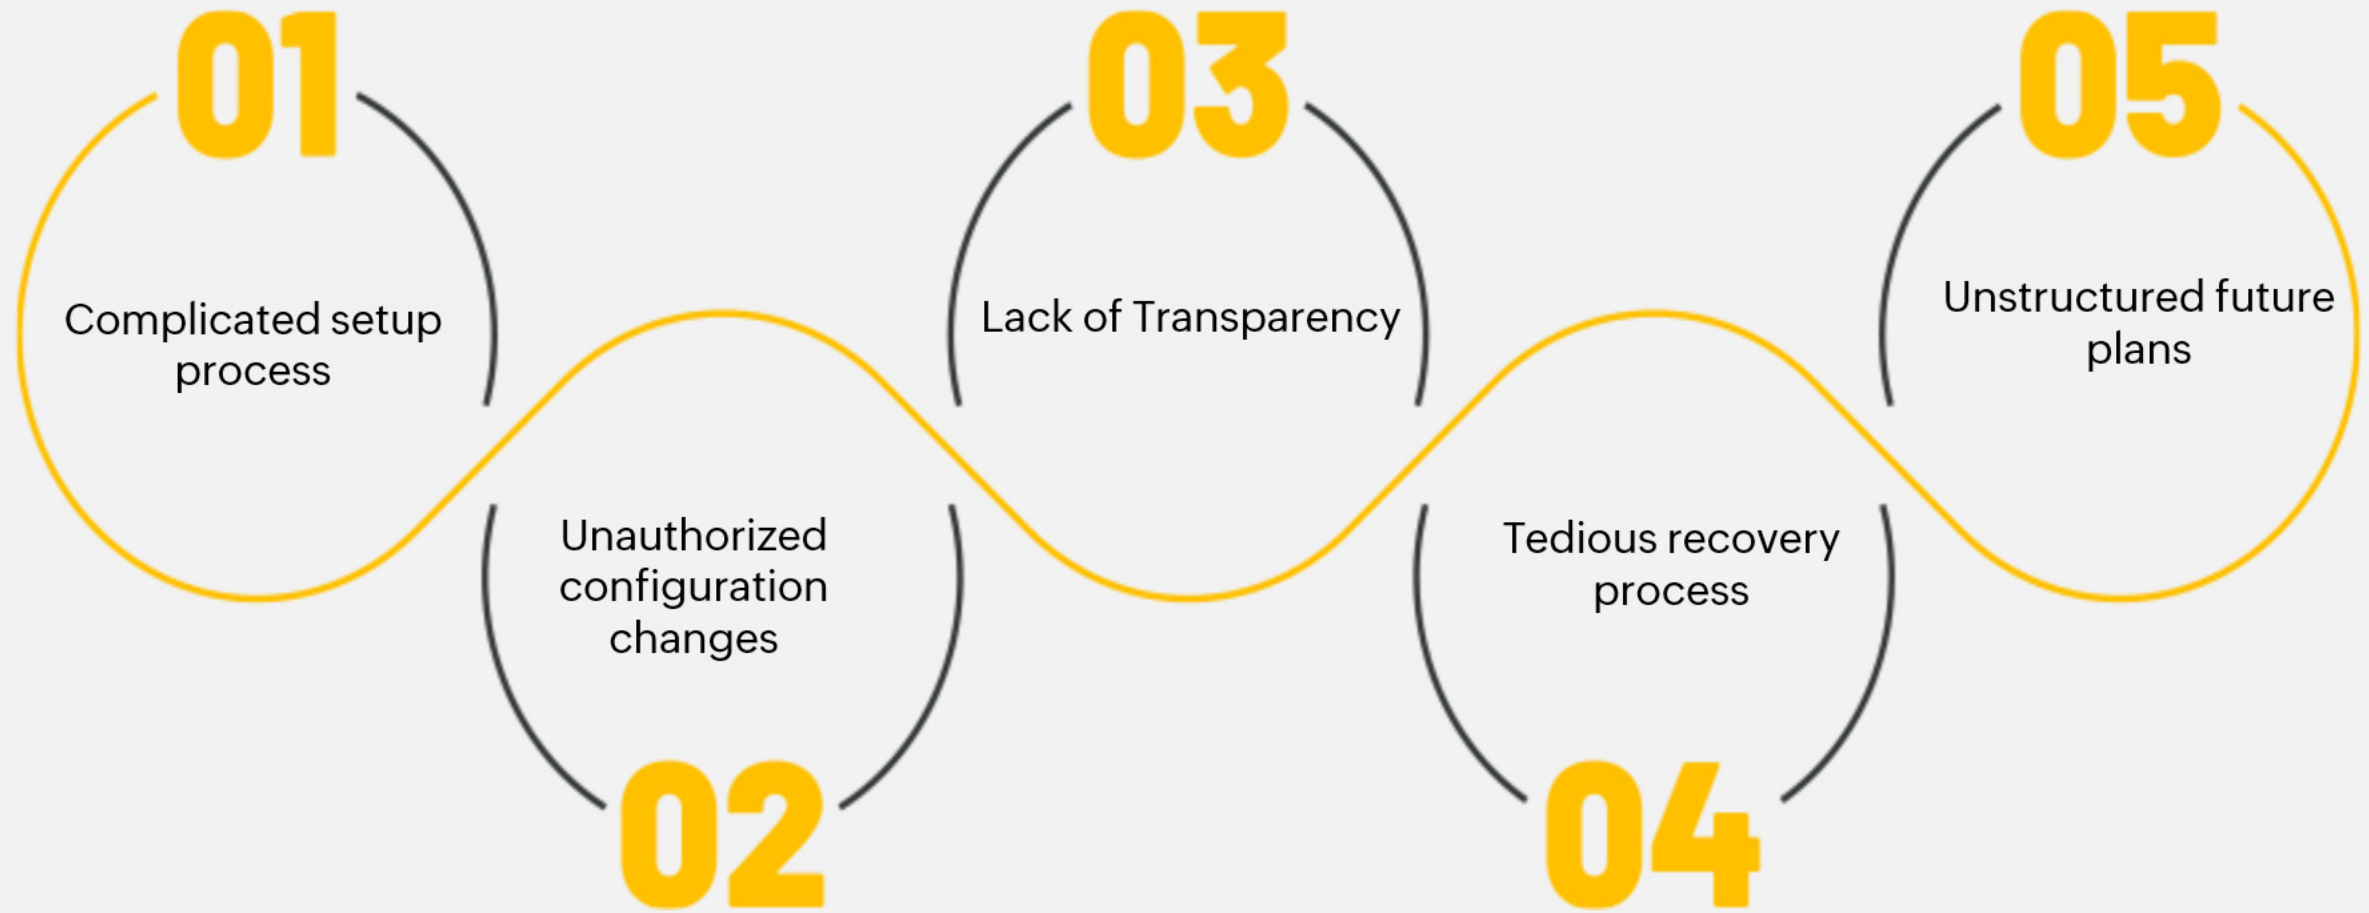 01
Complicated setup
process
Unauthorized
configuration
changes
02
03
Lack of Transparency
Tedious recovery
process
04
05
Unstructured future
plans